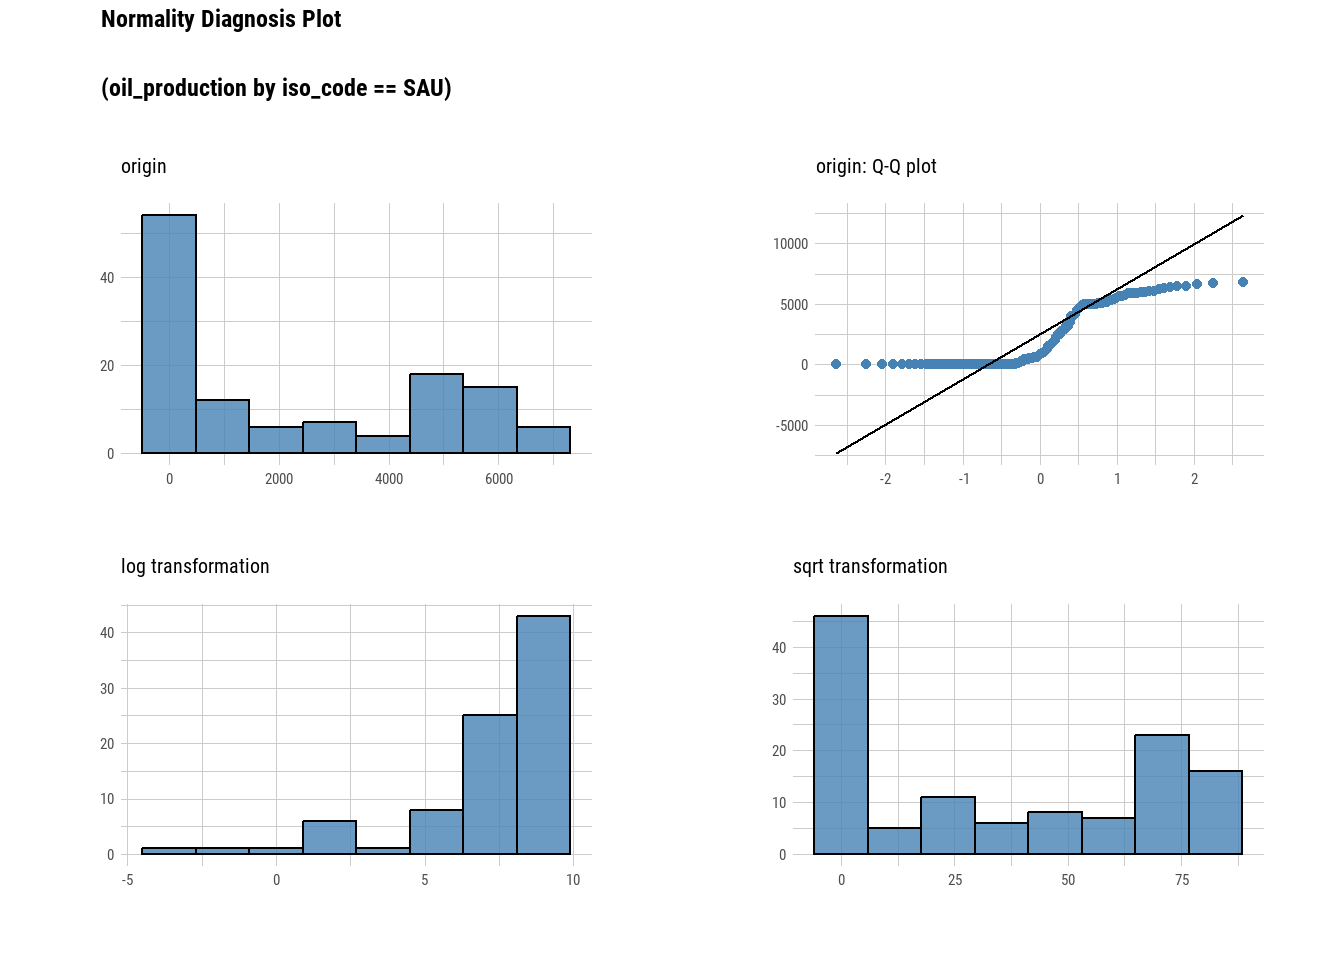 Normality Diagnosis Plot
(oil_production by iso_code == SAU)
origin
40
20
0
0 2000 4000 6000
origin: Q-Q plot
10000
5000
0
-5000
-2 -1 0 1 2
log transformation
40
30
20
10
0
-5 0 5 10
sqrt transformation
40
30
20
10
0
0 25 50 75